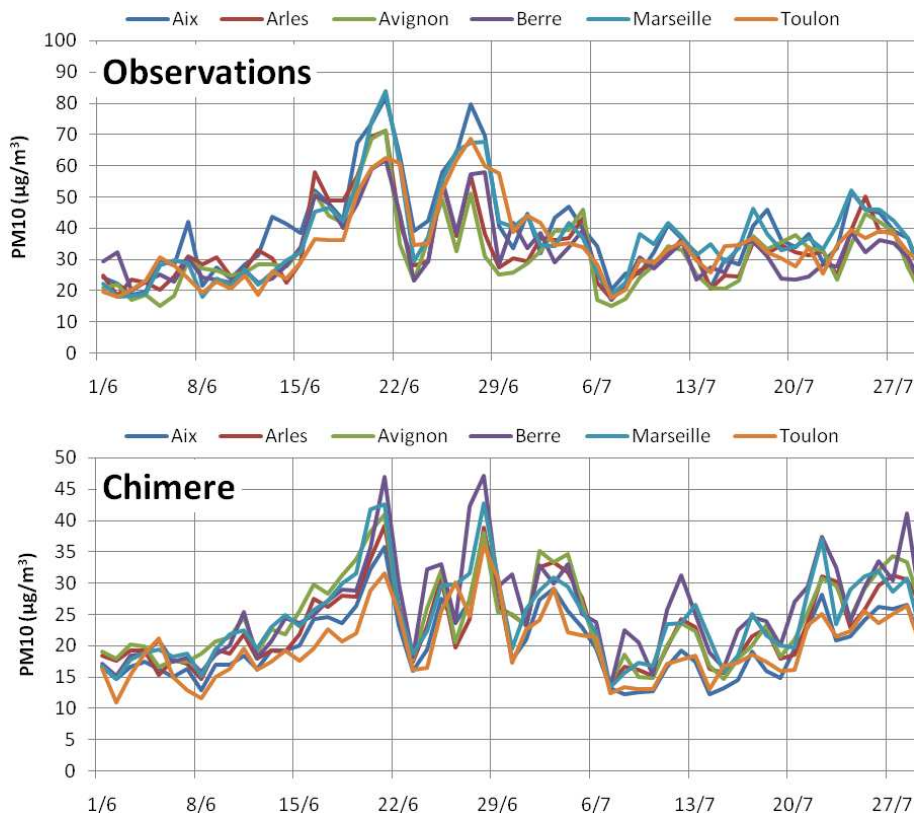 Aix Arles Avignon Berre Marseille Toulon
100
Observations
90
80
70
60
50
40
30
20
10
0
PM10 (µg/m³)
1/6 8/6 15/6 22/6 29/6 6/7 13/7 20/7 27/7
Aix Arles Avignon Berre Marseille Toulon
50
Chimere
45
40
35
30
25
20
15
10
5
0
PM10 (µg/m³)
1/6 8/6 15/6 22/6 29/6 6/7 13/7 20/7 27/7